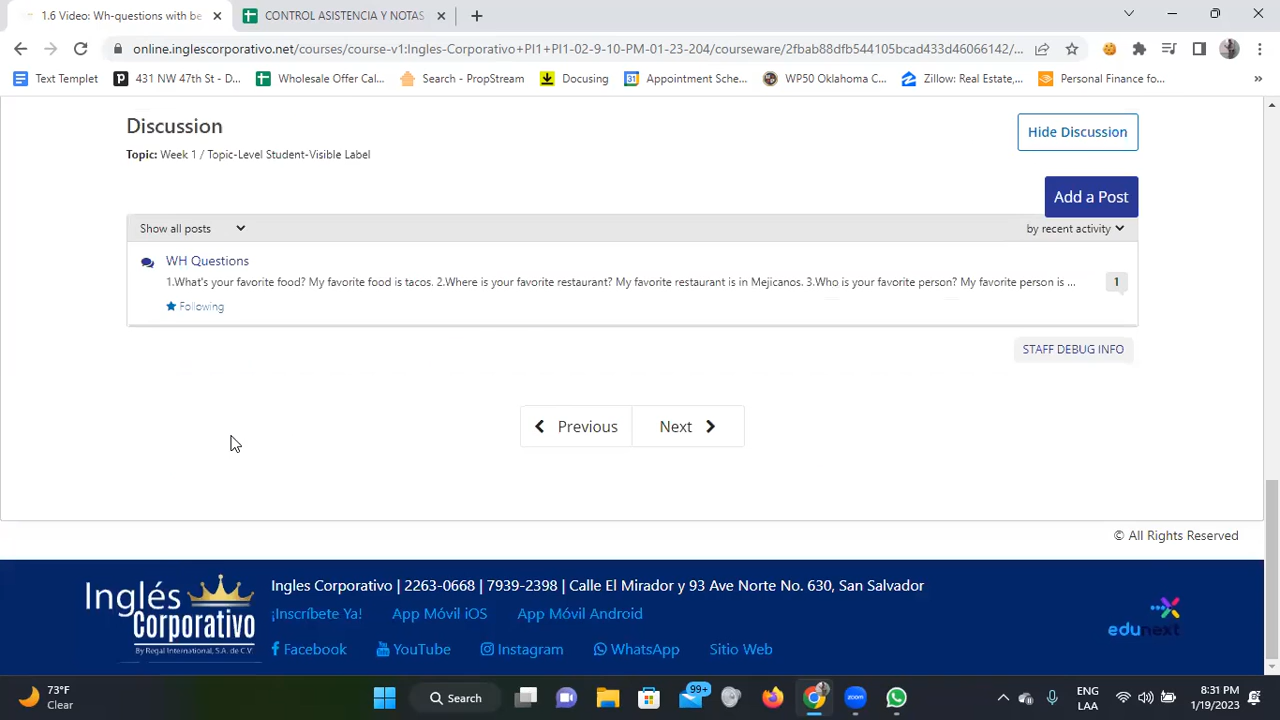 1.6 Video: Wh-questions with be
CONTROL ASISTENCIA Y NOTAS
online.inglescorporativo.net/courses/course-v1:Ingles-Corporativo+PI1+PI1-02-9-10-PM-01-23-204/courseware/2fbab88dfb544105bcad433d46066142/...
Text Templet
431 NW 47th St - D...
Wholesale Offer Cal...
Search - PropStream
Docusing
Appointment Sche...
WP50 Oklahoma C...
Zillow: Real Estate,...
Personal Finance fo...
»
Discussion
Hide Discussion
Topic: Week 1 / Topic-Level Student-Visible Label
Add a Post
Show all posts
by recent activity
WH Questions
1.What's your favorite food? My favorite food is tacos. 2.Where is your favorite restaurant? My favorite restaurant is in Mejicanos. 3.Who is your favorite person? My favorite person is ...
1
Following
STAFF DEBUG INFO
Previous
Next
© All Rights Reserved
Inglés
Corporativo
By Regal International, S.A. de C.V
Ingles Corporativo | 2263-0668 | 7939-2398 | Calle El Mirador y 93 Ave Norte No. 630, San Salvador
¡Inscríbete Ya!
App Móvil iOS
App Móvil Android
Facebook
YouTube
Instagram
WhatsApp
Sitio Web
edunext
73°F
Clear
Search
99+
zoom
ENG
LAA
8:31 PM
1/19/2023